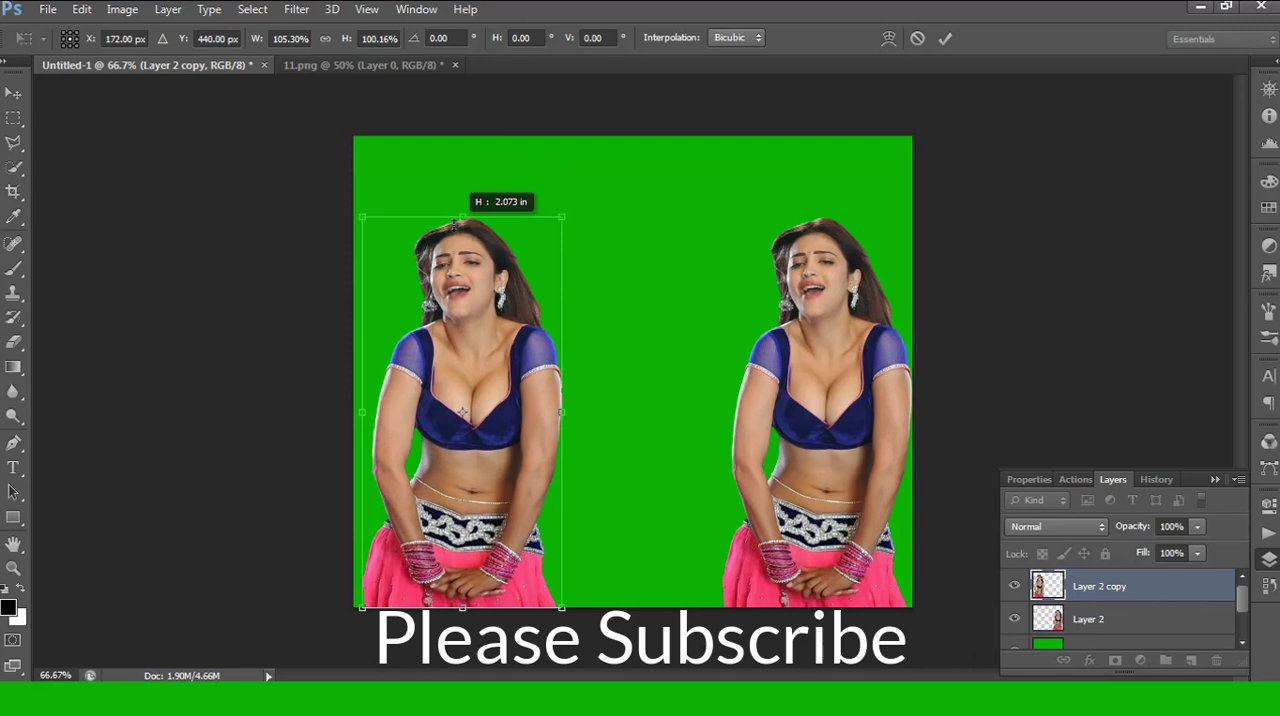 Ps File Edit Image Layer Type Select Filter 3D View Window Help
X: 172.00 px Y: 440.00 px W: 105.30% H: 100.16% 0.00 ° H: 0.00 ° V: 0.00 ° Interpolation: Bicubic Essentials
Untitled-1 @ 66.7% (Layer 2 copy, RGB/8) * × 11.png @ 50% (Layer 0, RGB/8) * ×
H : 2.073 in
Properties Actions Layers History
Kind
Normal Opacity: 100%
Lock: Fill: 100%
Layer 2 copy
Layer 2
Please Subscribe
66.67% Doc: 1.90M/4.66M